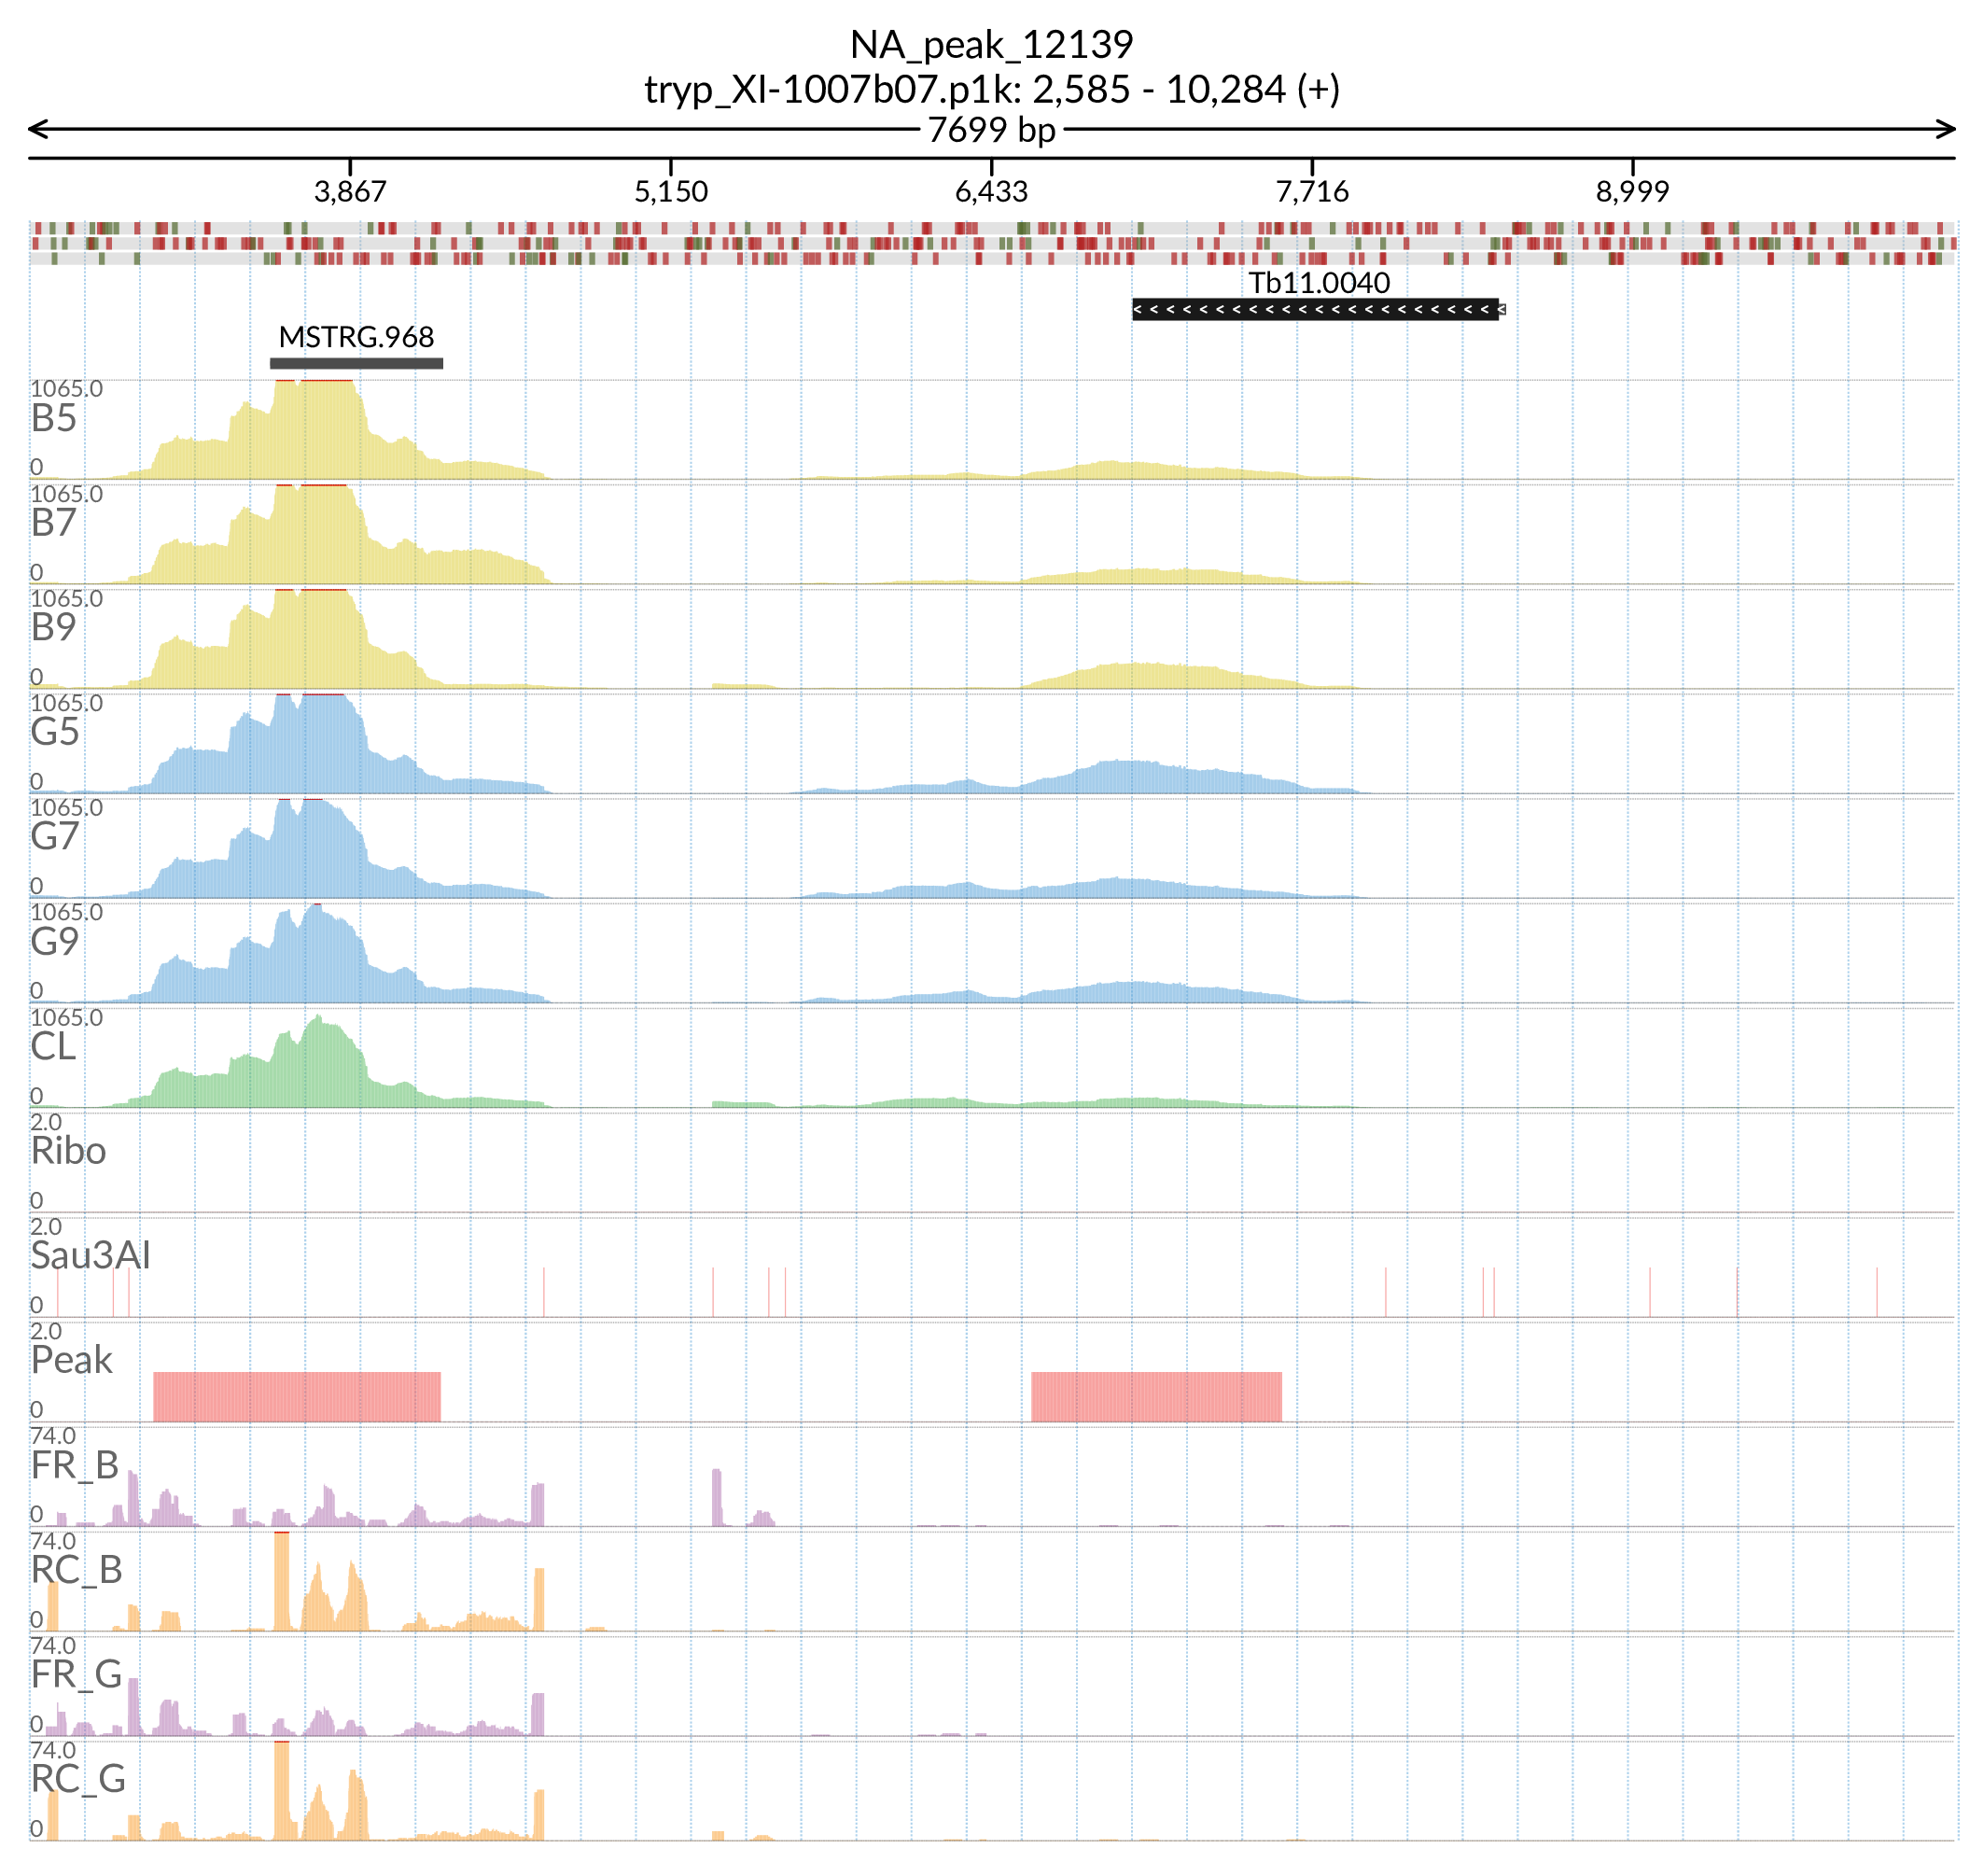 NA_peak_12139
tryp_XI-1007b07.p1k: 2,585 - 10,284 (+)
7699 bp
3,867 5,150 6,433 7,716 8,999
Tb11.0040
MSTRG.968
1065.0
B5
0
1065.0
B7
0
1065.0
B9
0
1065.0
G5
0
1065.0
G7
0
1065.0
G9
0
1065.0
CL
0
2.0
Ribo
0
2.0
Sau3AI
0
2.0
Peak
0
74.0
FR_B
0
74.0
RC_B
0
74.0
FR_G
0
74.0
RC_G
0